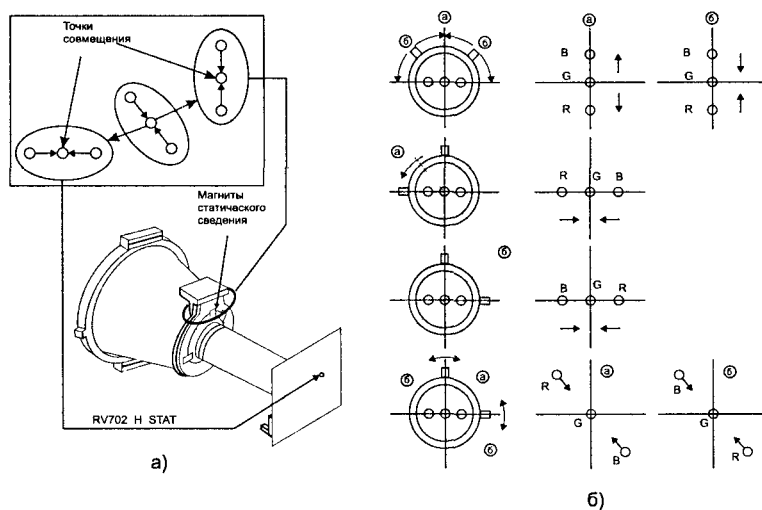 Точки
совмещения
Магниты
статического
сведения
RV702 H STAT
а)
а
б
б
а
б
B
G
R
B
G
R
а
R
G
B
б
B
G
R
б
а
б
а
R
G
B
б
B
G
R
б)